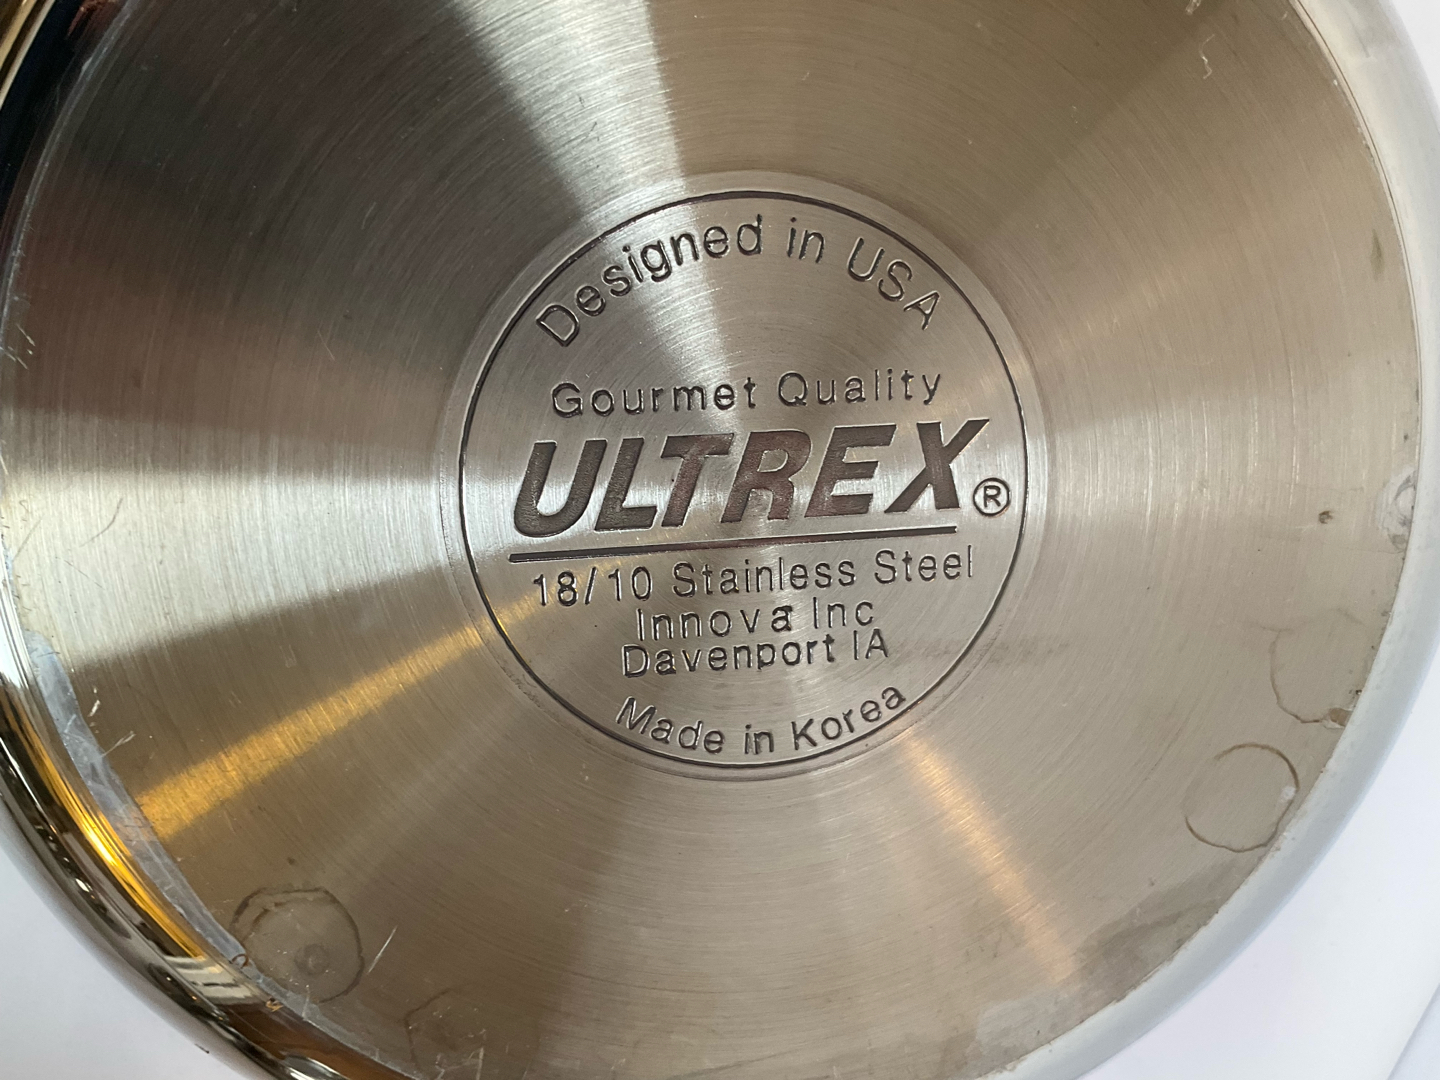 Designed in USA
Gourmet Quality
ULTREX®
18/10 Stainless Steel
Innova Inc
Davenport IA
Made in Korea